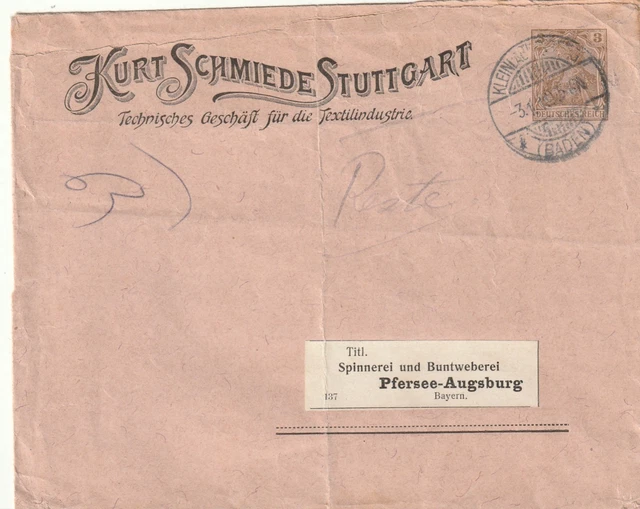 KURT SCHMIEDE STUTTGART
Technisches Geschäft für die Textilindustrie.
3
DEUTSCHES REICH
(BADEN)
Reste
Titl.
Spinnerei und Buntweberei
Pfersee-Augsburg
137 Bayern.